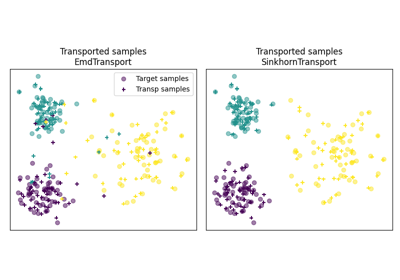 Transported samples
EmdTransport
Target samples
Transp samples
Transported samples
SinkhornTransport